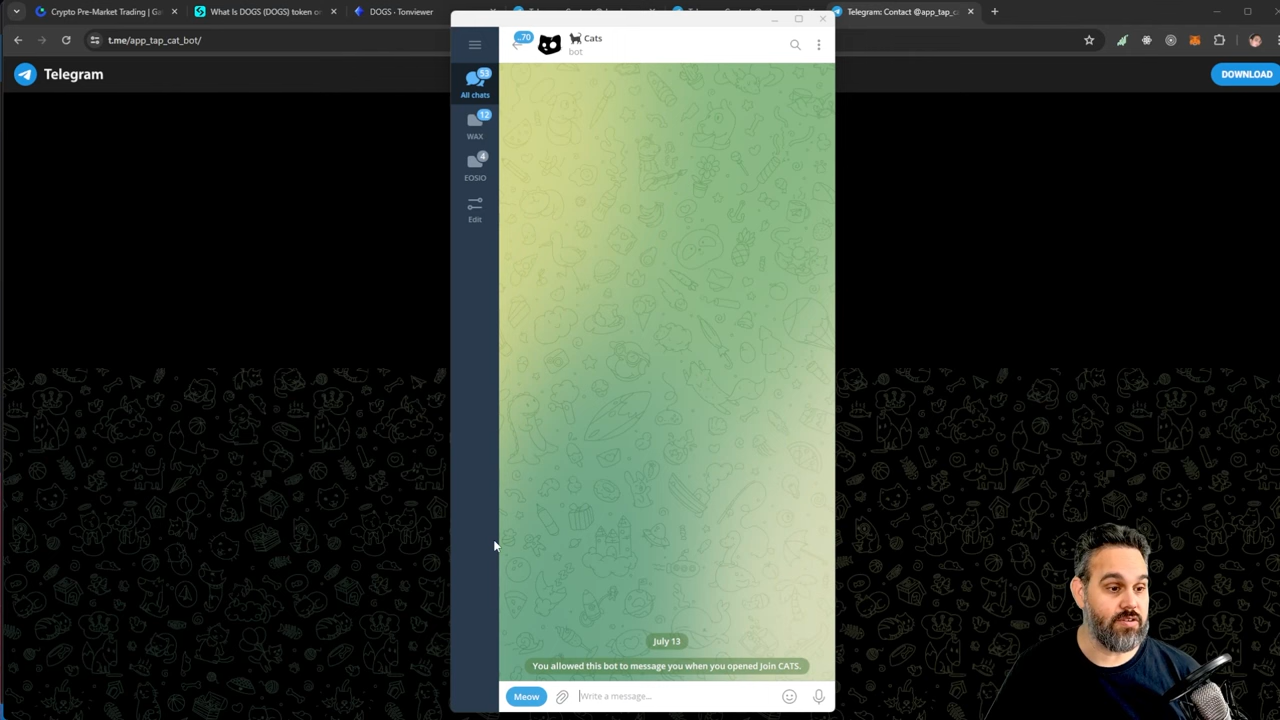 Crypto Pre-Market Trading | Ge
What Is DOGS (DOGS) token o
DOGS - Tonviewer
Telegram: Contact @app_tap_c
t.me/app_tap_cat_bot/
Telegram
DOWNLOAD
..70
Cats
bot
53
All chats
12
WAX
4
EOSIO
Edit
July 13
You allowed this bot to message you when you opened Join CATS.
Meow
Write a message...